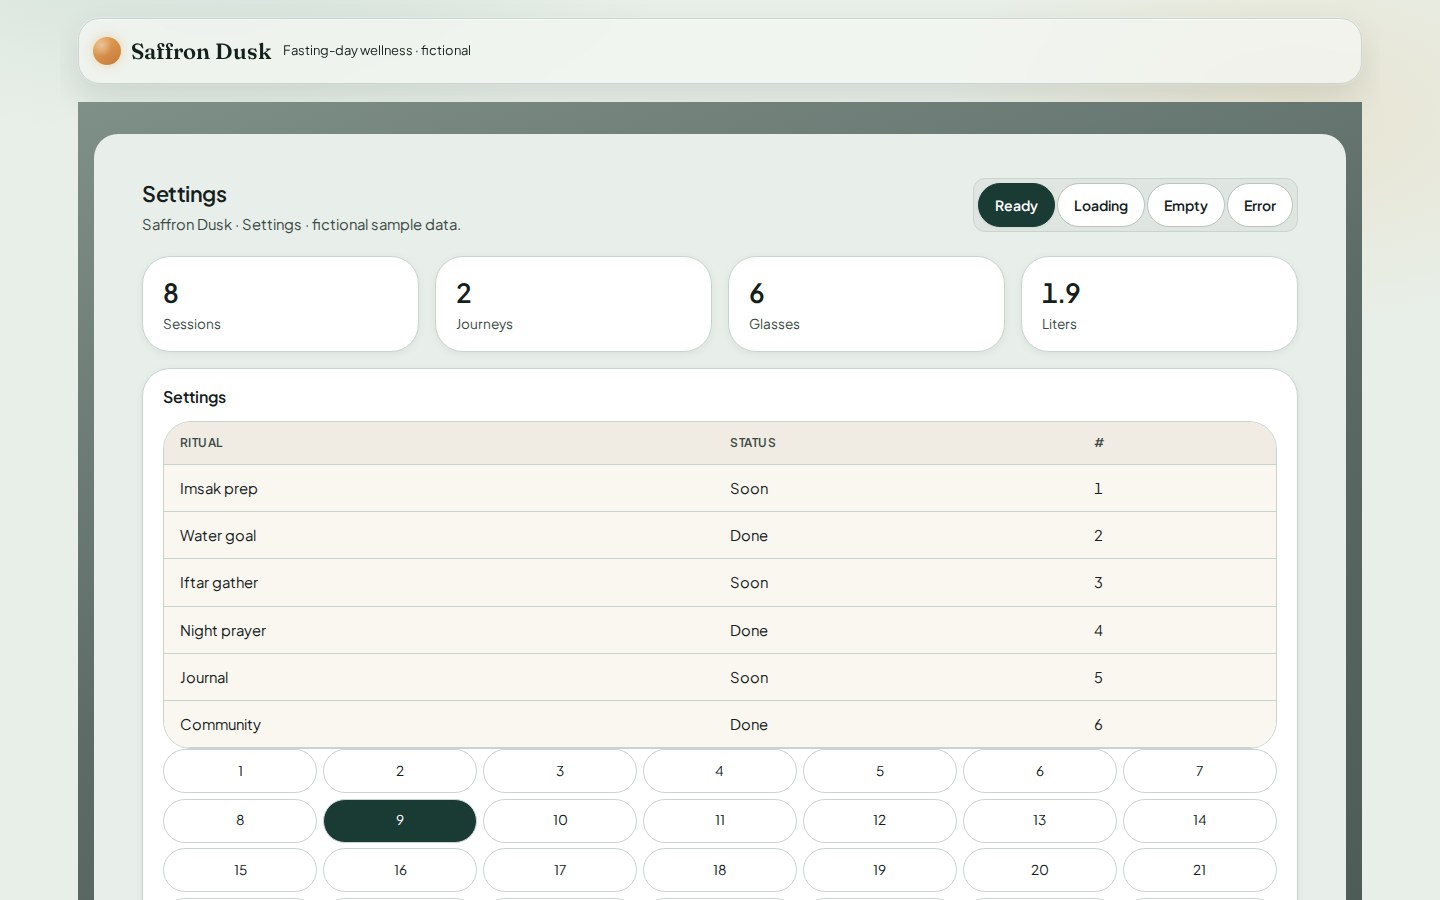 Saffron Dusk Fasting-day wellness · fictional
Settings
Saffron Dusk · Settings · fictional sample data.
Ready Loading Empty Error
8 2 6 1.9
Sessions Journeys Glasses Liters
Settings
RITUAL STATUS #
Imsak prep Soon 1
Water goal Done 2
Iftar gather Soon 3
Night prayer Done 4
Journal Soon 5
Community Done 6
1 2 3 4 5 6 7
8 9 10 11 12 13 14
15 16 17 18 19 20 21